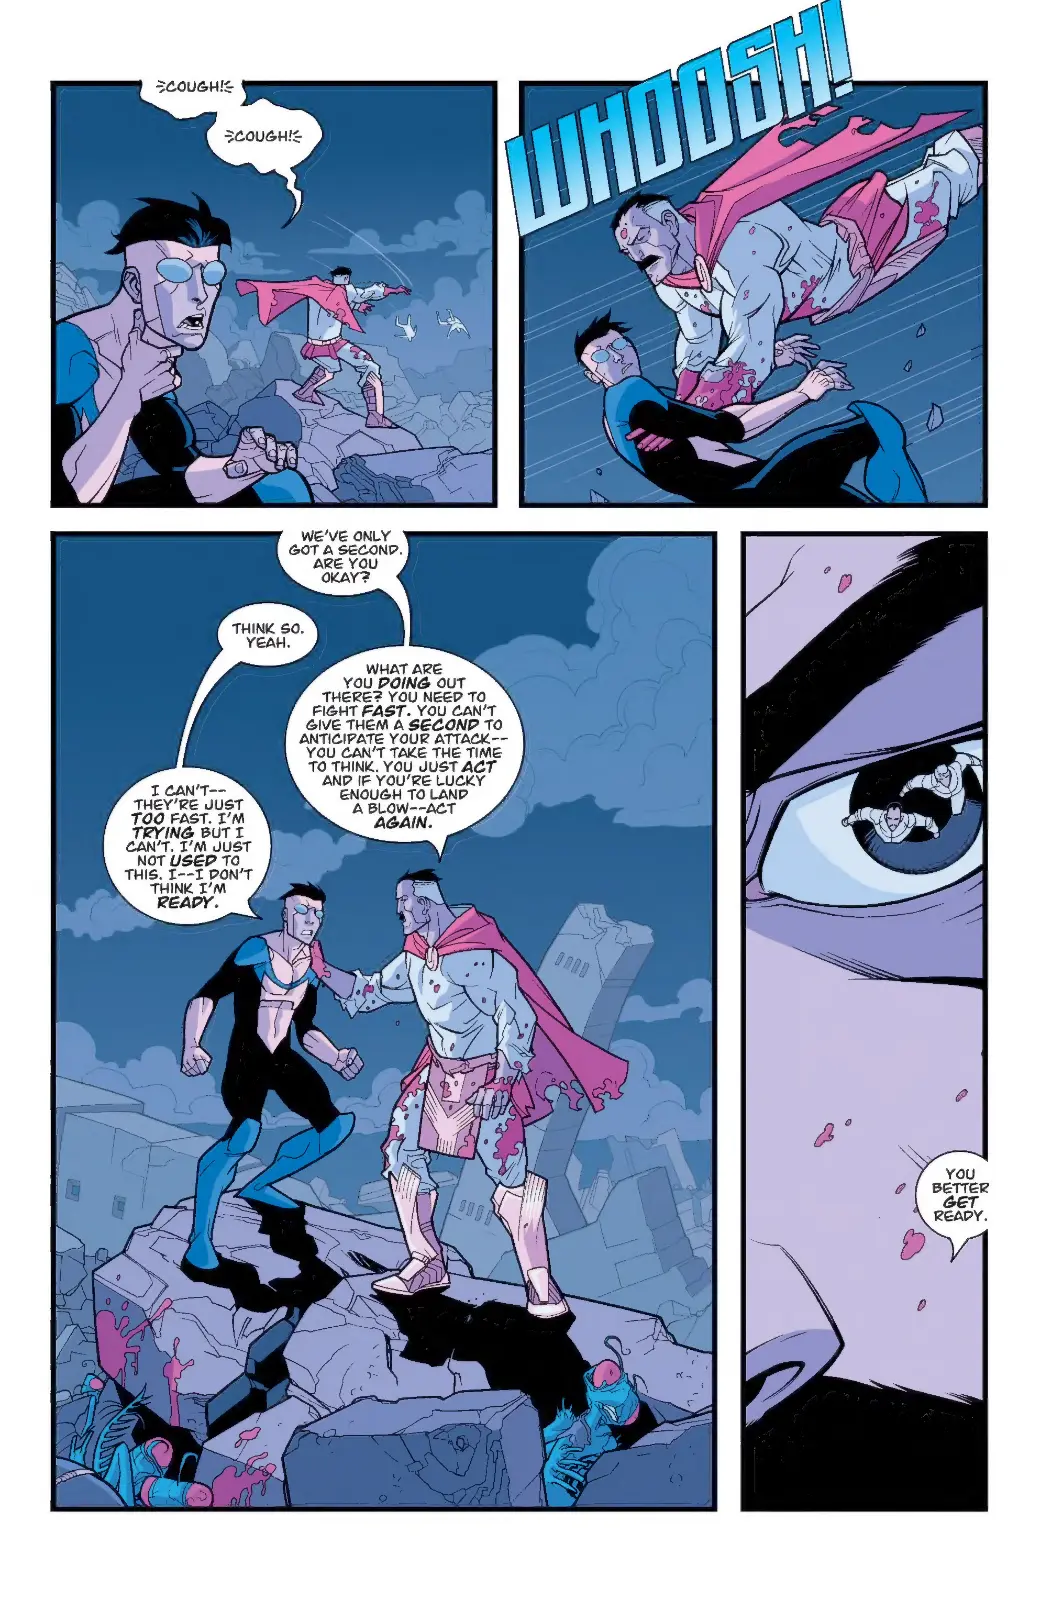 COUGH!
COUGH!
WHOOSH!
WE'VE ONLY
GOT A SECOND.
ARE YOU
OKAY?
THINK SO.
YEAH.
WHAT ARE
YOU DOING OUT
THERE? YOU NEED TO
FIGHT FAST. YOU CAN'T
GIVE THEM A SECOND TO
ANTICIPATE YOUR ATTACK--
YOU CAN'T TAKE THE TIME
TO THINK. YOU JUST ACT
AND IF YOU'RE LUCKY
ENOUGH TO LAND
A BLOW--ACT
AGAIN.
I CAN'T--
THEY'RE JUST
TOO FAST. I'M
TRYING BUT I
CAN'T. I'M JUST
NOT USED TO
THIS. I--I DON'T
THINK I'M
READY.
YOU
BETTER
GET
READY.